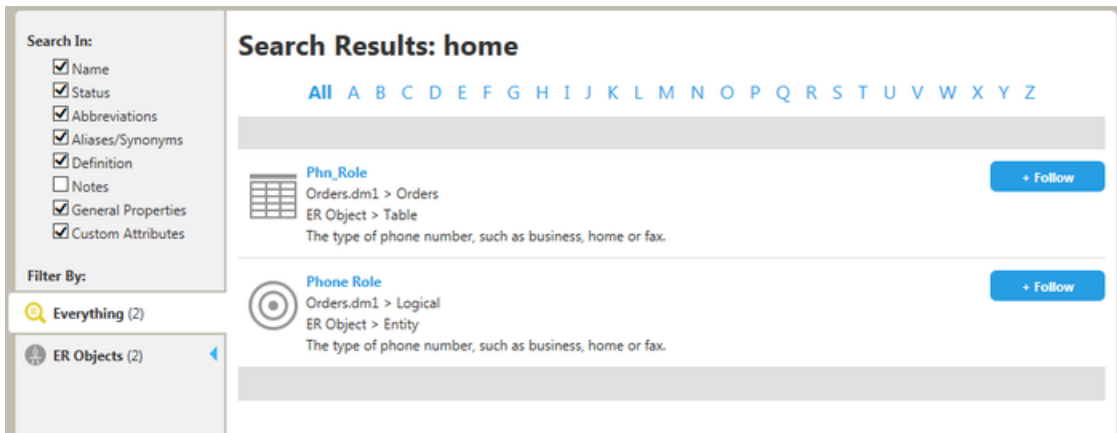 Search In:
Name
Status
Abbreviations
Aliases/Synonyms
Definition
Notes
General Properties
Custom Attributes
Filter By:
Everything (2)
ER Objects (2)
Search Results: home
All A B C D E F G H I J K L M N O P Q R S T U V W X Y Z
Phn_Role
+ Follow
Orders.dm1 > Orders
ER Object > Table
The type of phone number, such as business, home or fax.
Phone Role
+ Follow
Orders.dm1 > Logical
ER Object > Entity
The type of phone number, such as business, home or fax.